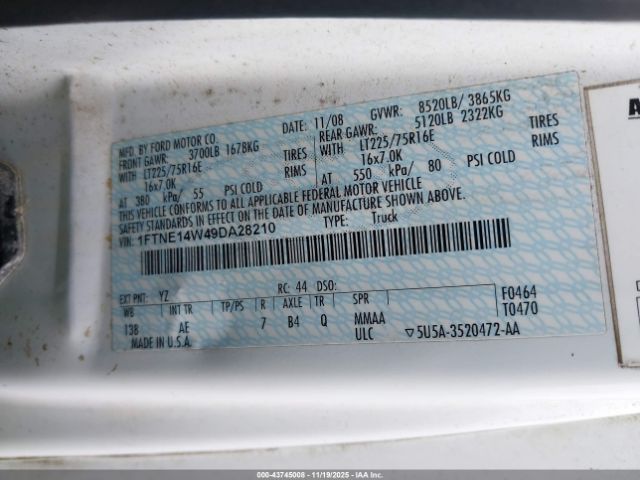 MFD. BY FORD MOTOR CO. DATE: 11/08 GVWR: 8520LB/ 3865KG
FRONT GAWR: 3700LB 1678KG REAR GAWR: 5120LB 2322KG
WITH LT225/75R16E TIRES WITH LT225/75R16E TIRES
16x7.0K RIMS 16x7.0K RIMS
AT 380 kPa/ 55 PSI COLD AT 550 kPa/ 80 PSI COLD
THIS VEHICLE CONFORMS TO ALL APPLICABLE FEDERAL MOTOR VEHICLE
SAFETY STANDARDS IN EFFECT ON THE DATE OF MANUFACTURE SHOWN ABOVE.
VIN: 1FTNE14W49DA28210 TYPE: Truck
EXT PNT: YZ RC: 44 DSO:
WB INT TR TP/PS R AXLE TR SPR F0464
138 AE 7 B4 Q MMAA T0470
MADE IN U.S.A. ULC ▽5U5A-3520472-AA
000-43745008 - 11/19/2025 - IAAI.com